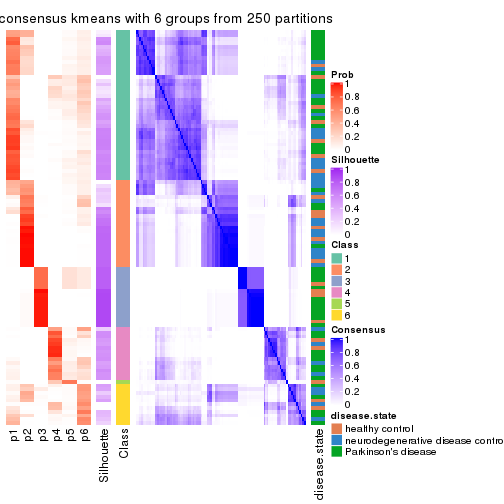 consensus kmeans with 6 groups from 250 partitions
Prob
1
0.8
0.6
0.4
0.2
0
Silhouette
1
0.8
0.6
0.4
0.2
0
Class
1
2
3
4
5
6
Consensus
1
0.8
0.6
0.4
0.2
0
disease.state
healthy control
neurodegenerative disease contro
Parkinson's disease
p1
p2
p3
p4
p5
p6
Silhouette
Class
disease.state